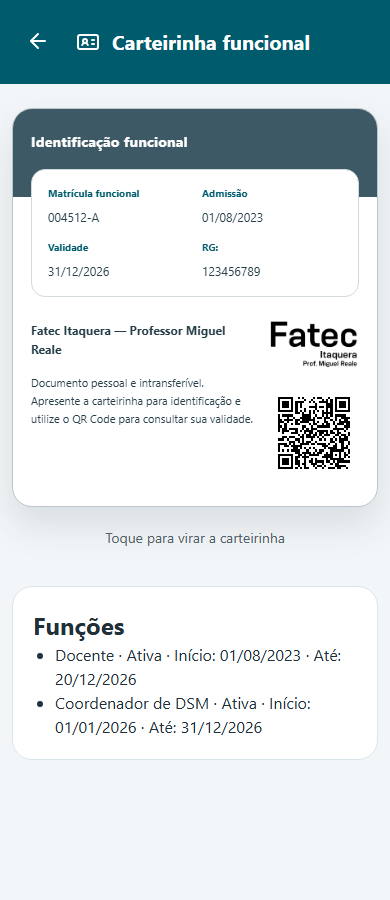 Carteirinha funcional
Identificação funcional
Matrícula funcional
004512-A
Admissão
01/08/2023
Validade
31/12/2026
RG:
123456789
Fatec Itaquera — Professor Miguel
Reale
Documento pessoal e intransferível.
Apresente a carteirinha para identificação e
utilize o QR Code para consultar sua validade.
Fatec
Itaquera
Prof. Miguel Reale
Toque para virar a carteirinha
Funções
• Docente · Ativa · Início: 01/08/2023 · Até:
20/12/2026
• Coordenador de DSM · Ativa · Início:
01/01/2026 · Até: 31/12/2026